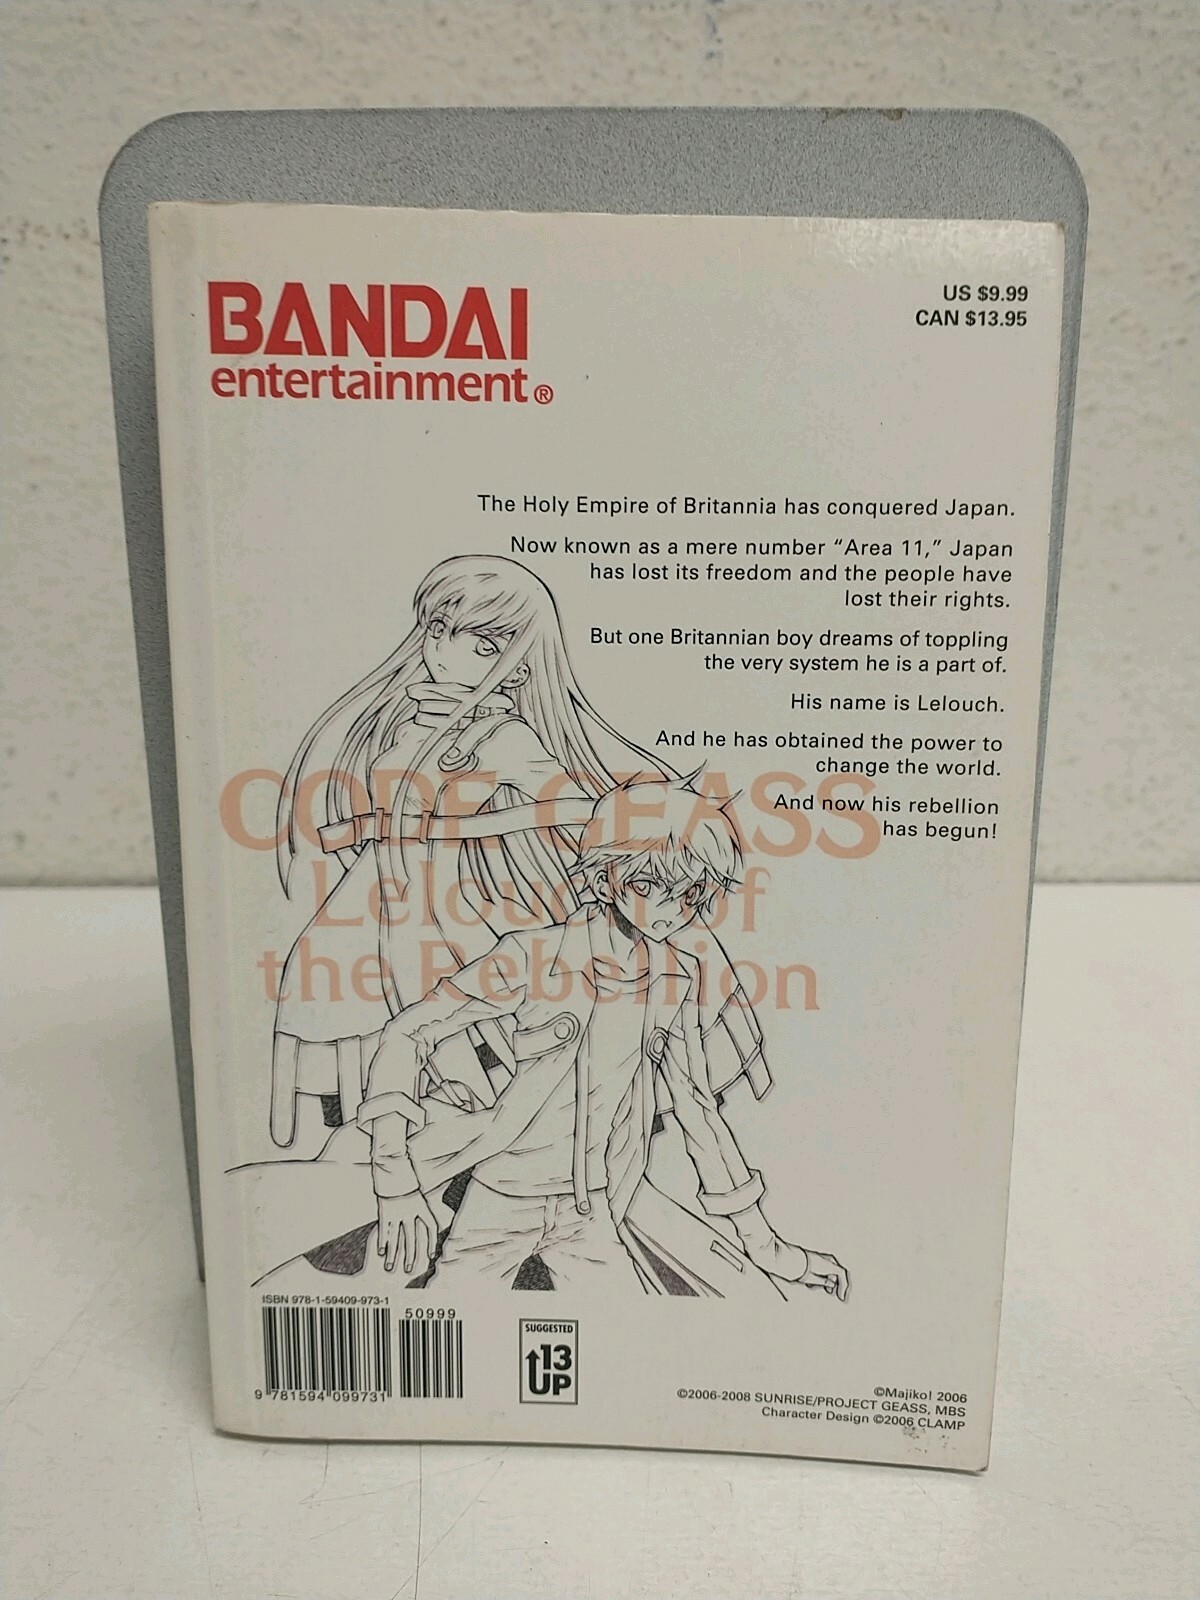 BANDAI
entertainment®
US $9.99
CAN $13.95
The Holy Empire of Britannia has conquered Japan.
Now known as a mere number “Area 11,” Japan
has lost its freedom and the people have
lost their rights.
But one Britannian boy dreams of toppling
the very system he is a part of.
His name is Lelouch.
And he has obtained the power to
change the world.
And now his rebellion
has begun!
CODE GEASS
Lelouch of
the Rebellion
ISBN 978-1-59409-973-1
50999
9 781594 099731
SUGGESTED
13
UP
©Majiko! 2006
©2006-2008 SUNRISE/PROJECT GEASS, MBS
Character Design ©2006 CLAMP